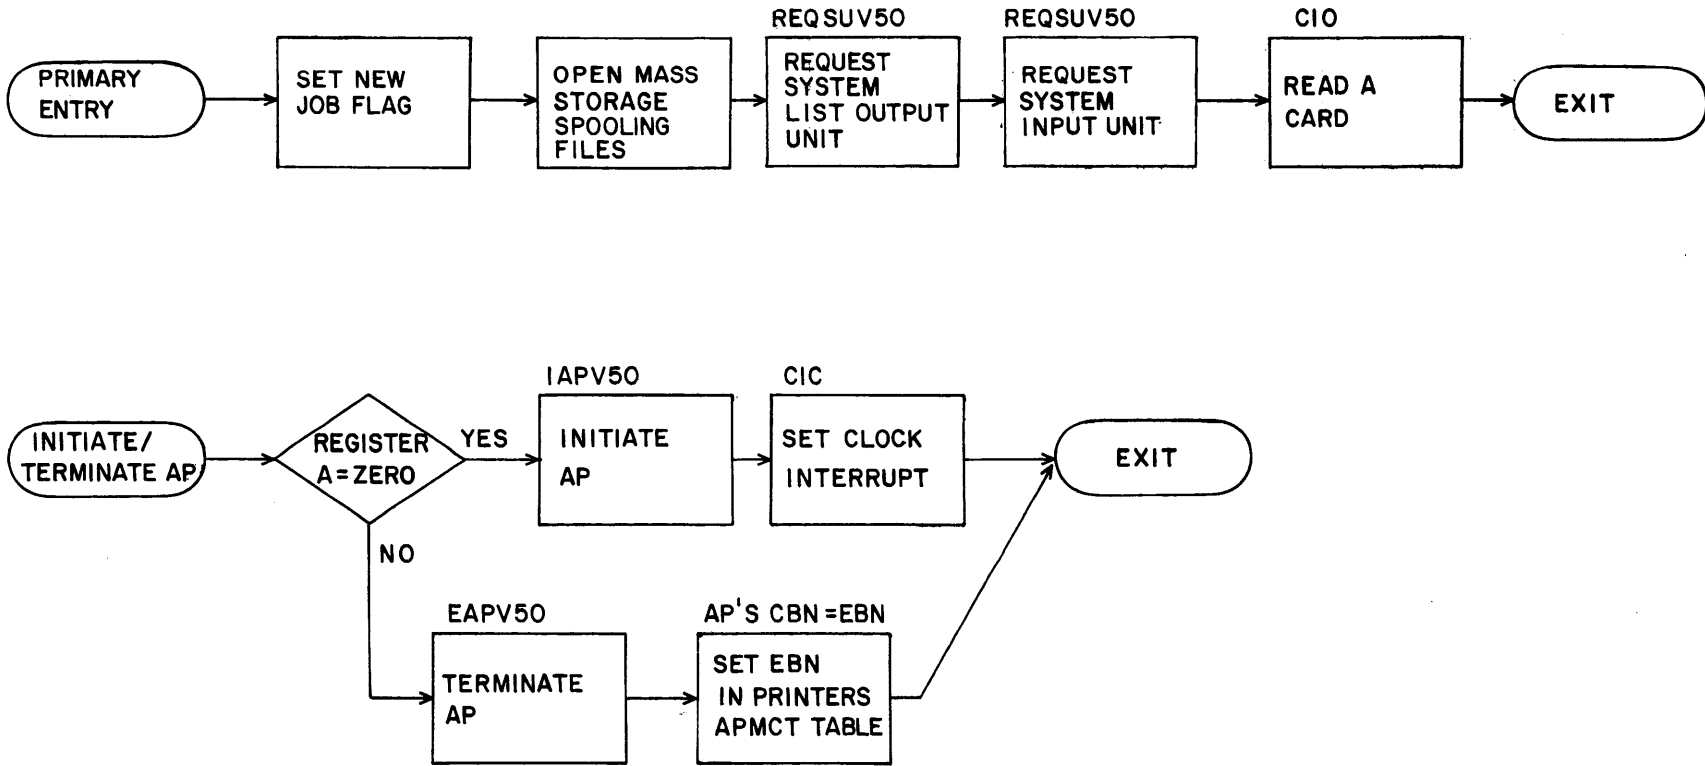 PRIMARY
ENTRY
SET NEW
JOB FLAG
OPEN MASS
STORAGE
SPOOLING
FILES
REQSUV50
REQUEST
SYSTEM
LIST OUTPUT
UNIT
REQSUV50
REQUEST
SYSTEM
INPUT UNIT
CIO
READ A
CARD
EXIT
INITIATE/
TERMINATE AP
REGISTER
A=ZERO
YES
IAPV50
INITIATE
AP
CIC
SET CLOCK
INTERRUPT
EXIT
NO
EAPV50
TERMINATE
AP
AP'S CBN=EBN
SET EBN
IN PRINTERS
APMCT TABLE